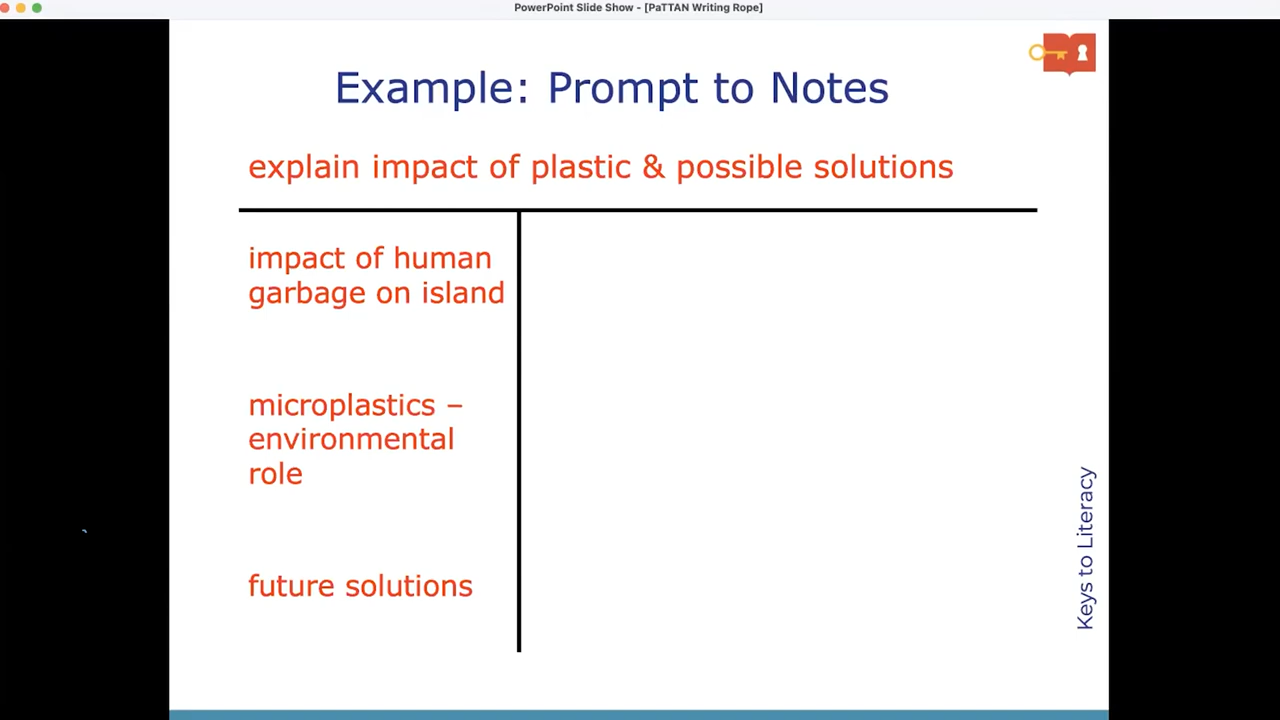 PowerPoint Slide Show - [PaTTAN Writing Rope]
Example: Prompt to Notes
explain impact of plastic & possible solutions
impact of human
garbage on island
microplastics –
environmental
role
future solutions
Keys to Literacy